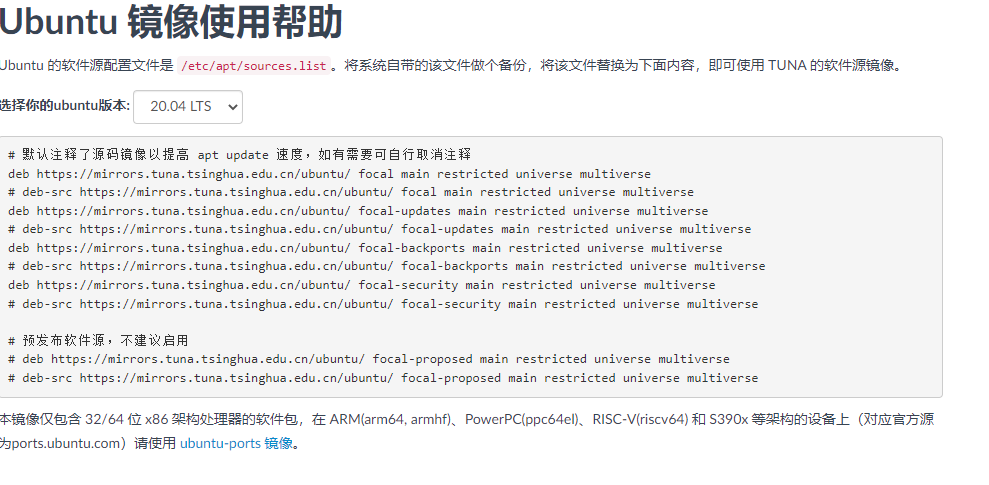 Ubuntu 镜像使用帮助
Ubuntu 的软件源配置文件是 /etc/apt/sources.list。将系统自带的该文件做个备份，将该文件替换为下面内容，即可使用 TUNA 的软件源镜像。
选择你的ubuntu版本: 20.04 LTS
# 默认注释了源码镜像以提高 apt update 速度，如有需要可自行取消注释
deb https://mirrors.tuna.tsinghua.edu.cn/ubuntu/ focal main restricted universe multiverse
# deb-src https://mirrors.tuna.tsinghua.edu.cn/ubuntu/ focal main restricted universe multiverse
deb https://mirrors.tuna.tsinghua.edu.cn/ubuntu/ focal-updates main restricted universe multiverse
# deb-src https://mirrors.tuna.tsinghua.edu.cn/ubuntu/ focal-updates main restricted universe multiverse
deb https://mirrors.tuna.tsinghua.edu.cn/ubuntu/ focal-backports main restricted universe multiverse
# deb-src https://mirrors.tuna.tsinghua.edu.cn/ubuntu/ focal-backports main restricted universe multiverse
deb https://mirrors.tuna.tsinghua.edu.cn/ubuntu/ focal-security main restricted universe multiverse
# deb-src https://mirrors.tuna.tsinghua.edu.cn/ubuntu/ focal-security main restricted universe multiverse
# 预发布软件源，不建议启用
# deb https://mirrors.tuna.tsinghua.edu.cn/ubuntu/ focal-proposed main restricted universe multiverse
# deb-src https://mirrors.tuna.tsinghua.edu.cn/ubuntu/ focal-proposed main restricted universe multiverse
本镜像仅包含 32/64 位 x86 架构处理器的软件包，在 ARM(arm64, armhf)、PowerPC(ppc64el)、RISC-V(riscv64) 和 S390x 等架构的设备上（对应官方源
为ports.ubuntu.com）请使用 ubuntu-ports 镜像。